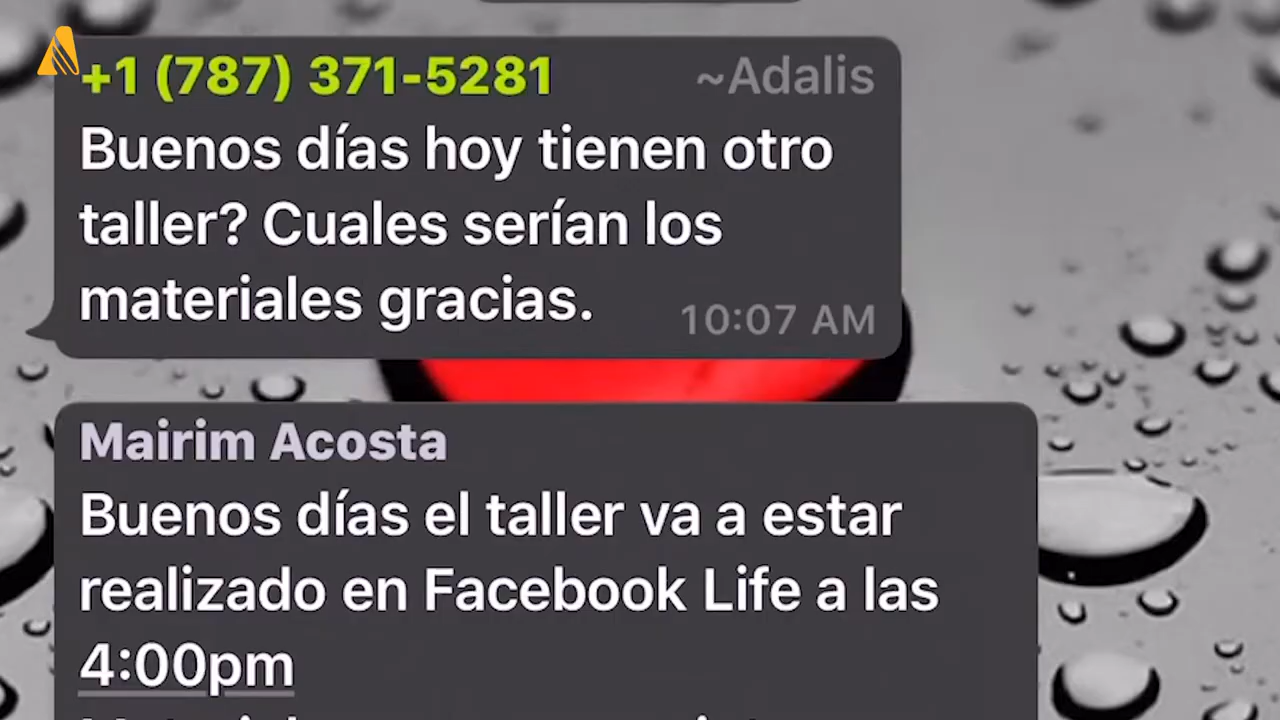 +1 (787) 371-5281 ~Adalis
Buenos días hoy tienen otro
taller? Cuales serían los
materiales gracias. 10:07 AM
Mairim Acosta
Buenos días el taller va a estar
realizado en Facebook Life a las
4:00pm